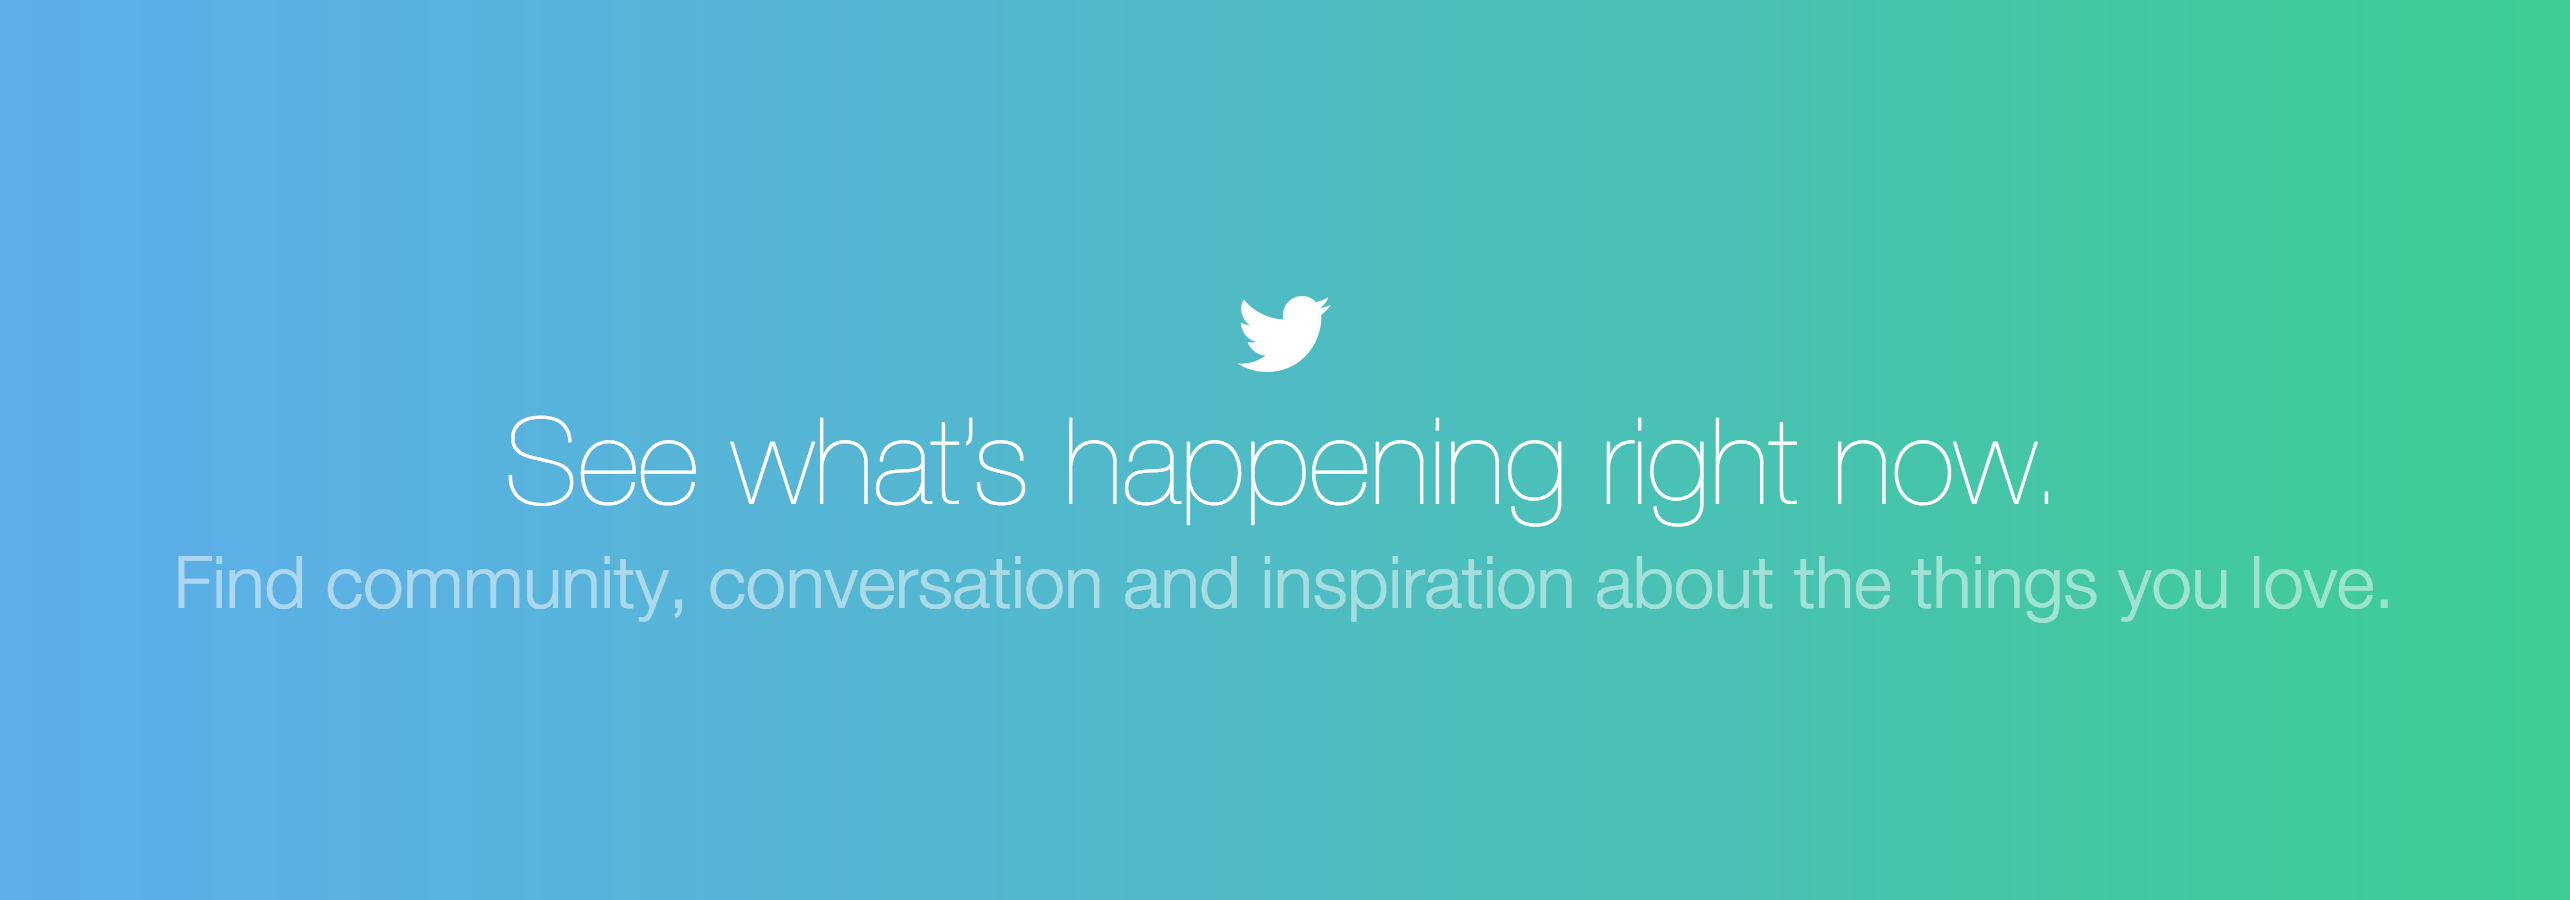 See what’s happening right now.
Find community, conversation and inspiration about the things you love.